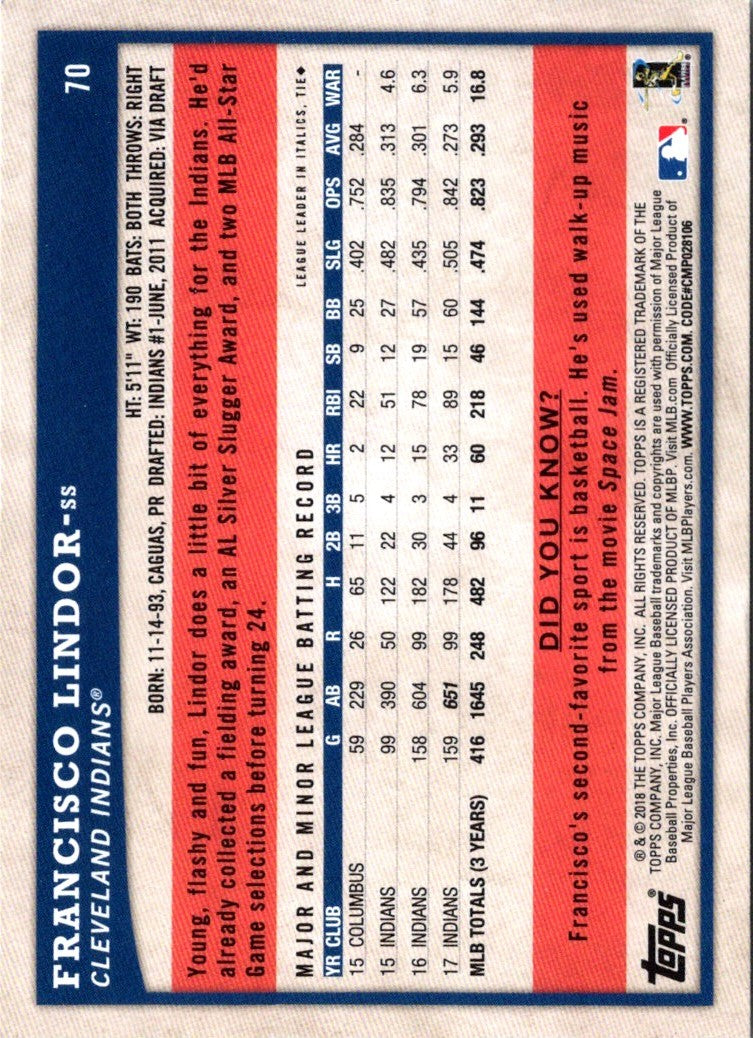 70
FRANCISCO LINDOR-SS
CLEVELAND INDIANS®
HT: 5'11" WT: 190 BATS: BOTH THROWS: RIGHT
BORN: 11-14-93, CAGUAS, PR DRAFTED: INDIANS #1-JUNE, 2011 ACQUIRED: VIA DRAFT
Young, flashy and fun, Lindor does a little bit of everything for the Indians. He'd
already collected a fielding award, an AL Silver Slugger Award, and two MLB All-Star
Game selections before turning 24.
MAJOR AND MINOR LEAGUE BATTING RECORD LEAGUE LEADER IN ITALICS, TIE◆
YR CLUB G AB R H 2B 3B HR RBI SB BB SLG OPS AVG WAR
15 COLUMBUS 59 229 26 65 11 5 2 22 9 25 .402 .752 .284 -
15 INDIANS 99 390 50 122 22 4 12 51 12 27 .482 .835 .313 4.6
16 INDIANS 158 604 99 182 30 3 15 78 19 57 .435 .794 .301 6.3
17 INDIANS 159 651 99 178 44 4 33 89 15 60 .505 .842 .273 5.9
MLB TOTALS (3 YEARS) 416 1645 248 482 96 11 60 218 46 144 .474 .823 .293 16.8
DID YOU KNOW?
Francisco's second-favorite sport is basketball. He's used walk-up music
from the movie Space Jam.
topps®
® & © 2018 THE TOPPS COMPANY, INC. ALL RIGHTS RESERVED. TOPPS IS A REGISTERED TRADEMARK OF THE
TOPPS COMPANY, INC. Major League Baseball trademarks and copyrights are used with permission of Major League
Baseball Properties, Inc. OFFICIALLY LICENSED PRODUCT OF MLBP. Visit MLB.com Officially Licensed Product of
Major League Baseball Players Association. Visit MLBPlayers.com. WWW.TOPPS.COM. CODE#CMP028106